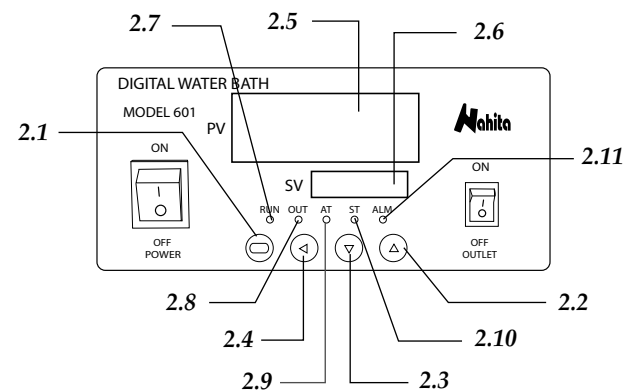 2.7
2.5
2.6
DIGITAL WATER BATH
MODEL 601
PV
Nahita
2.1
ON
ON
2.11
SV
RUN OUT AT ST ALM
I
I
OFF
POWER
OFF
OUTLET
2.8
2.2
2.4
2.10
2.9
2.3